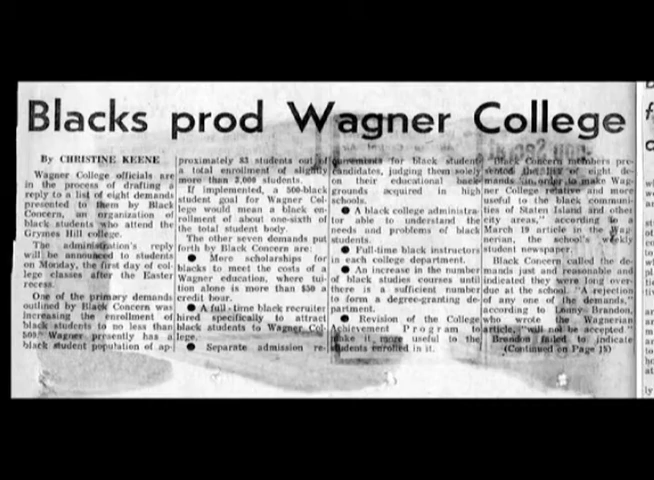 Blacks prod Wagner College
By CHRISTINE KEENE
Wagner College officials are
in the process of drafting a
reply to a list of eight demands
presented to them by Black
Concern, an organization of
black students who attend the
Grymes Hill college.
The administration's reply
will be announced to students
on Monday, the first day of col-
lege classes after the Easter
recess.
One of the primary demands
outlined by Black Concern was
increasing the enrollment of
black students to no less than
Wagner presently has a
black student population of ap-
proximately 83 students out of
a total enrollment of slightly
more than 2,000 students.
If implemented, a 300-black
student goal for Wagner Col-
lege would mean a black en-
rollment of about one-sixth of
the total student body.
The other seven demands put
forth by Black Concern are:
● More scholarships for
blacks to meet the costs of a
Wagner education, where tui-
tion alone is more than $50 a
credit hour.
● A full-time black recruiter
hired specifically to attract
black students to Wagner Col-
lege.
● Separate admission re-
quirements for black student
candidates, judging them solely
on their educational back-
grounds acquired in high
schools.
● A black college administra-
tor able to understand the
needs and problems of black
students.
● Full-time black instructors
in each college department.
● An increase in the number
of black studies courses until
there is a sufficient number
to form a degree-granting de-
partment.
● Revision of the College
Achievement Program to
make it more useful to the
students enrolled in it.
Black Concern members pre-
sented the list of eight de-
mands in order to make Wag-
ner College relative and more
useful to the black communi-
ties of Staten Island and other
city areas," according to a
March 19 article in the Wag-
nerian, the school's weekly
student newspaper.
Black Concern called the de-
mands just and reasonable and
indicated they were long over-
due at the school. "A rejection
of any one of the demands,"
according to Lonny Brandon,
who wrote the Wagnerian
article, "will not be accepted."
Brandon failed to indicate
(Continued on Page 15)